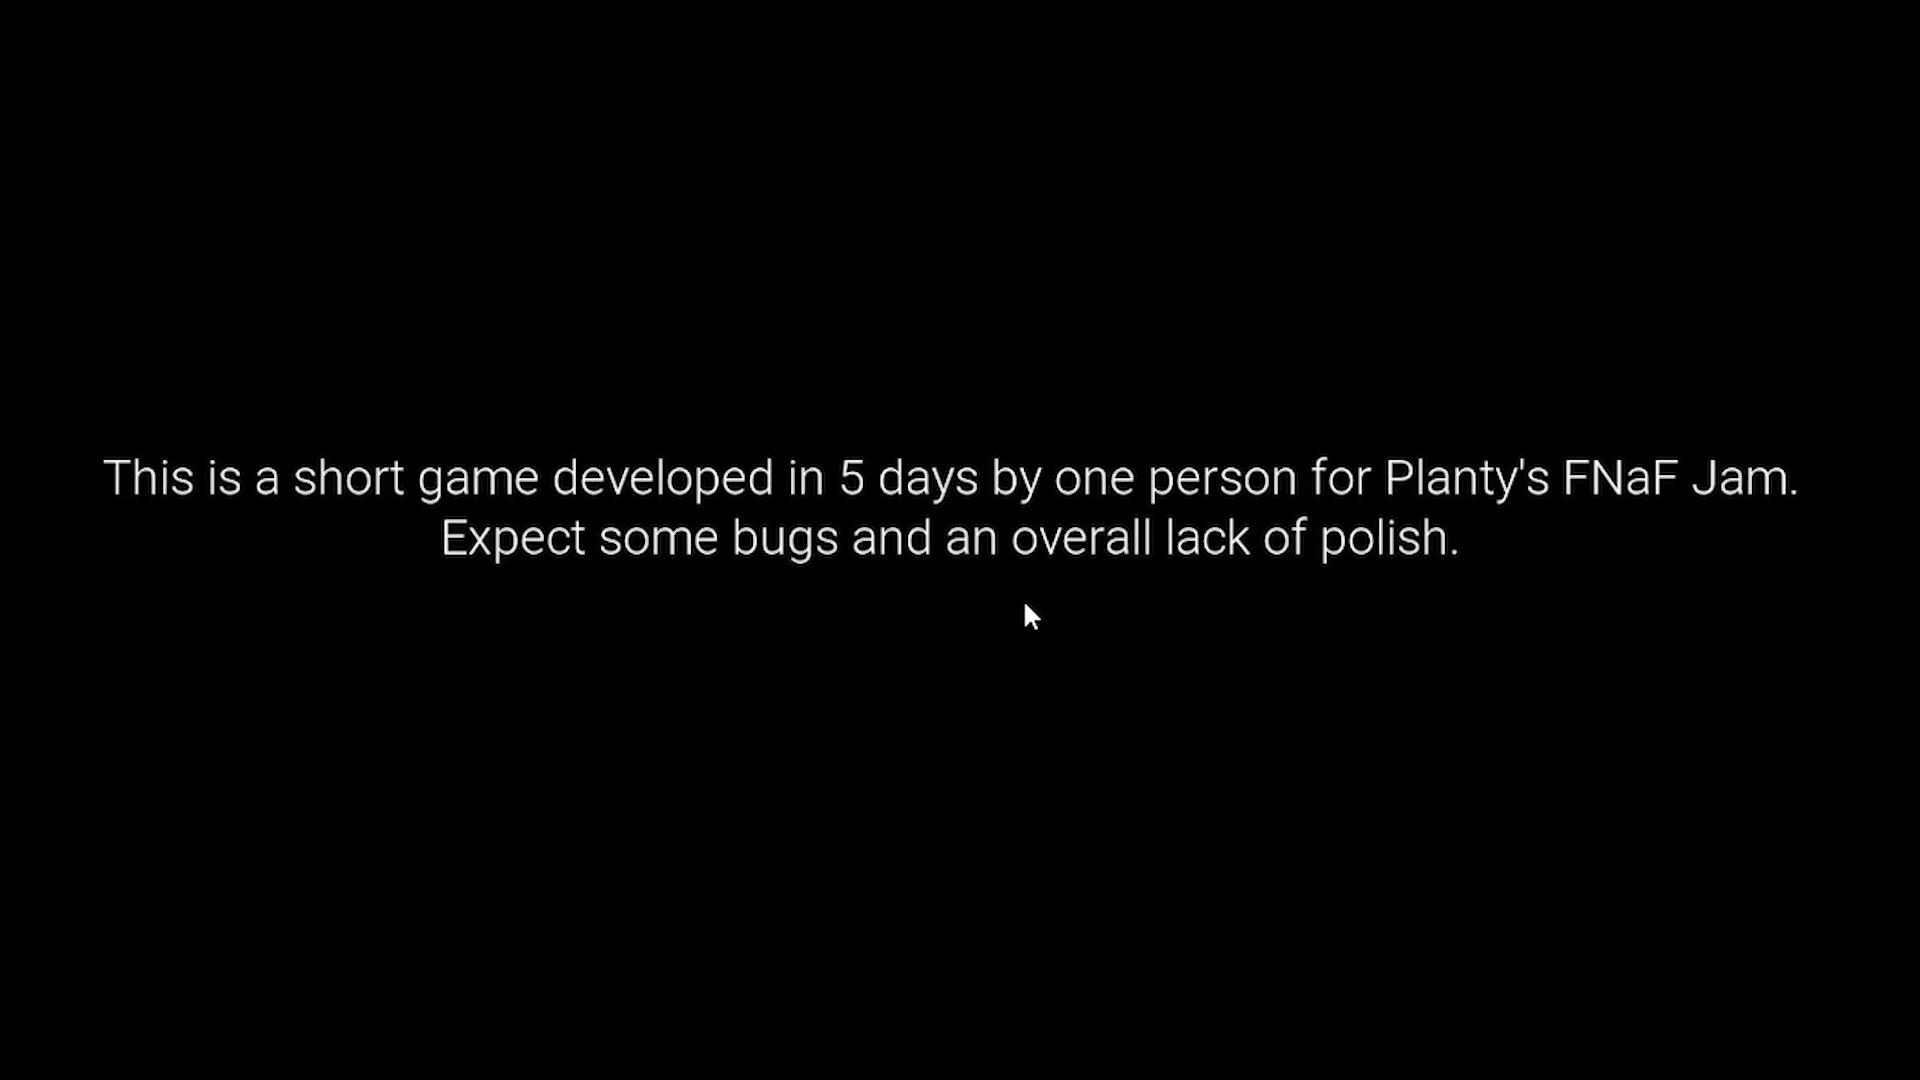 This is a short game developed in 5 days by one person for Planty's FNaF Jam.
Expect some bugs and an overall lack of polish.